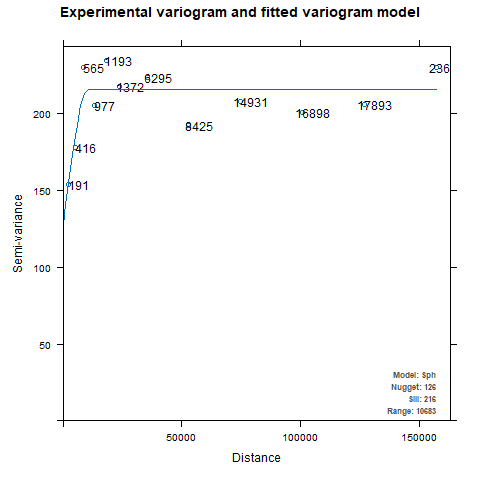 Experimental variogram and fitted variogram model
565
1193
236
6295
1372
977
14931
17893
16898
8425
416
191
200
150
100
50
Semi-variance
Model: Sph
Nugget: 126
Sill: 216
Range: 10683
50000 100000 150000
Distance